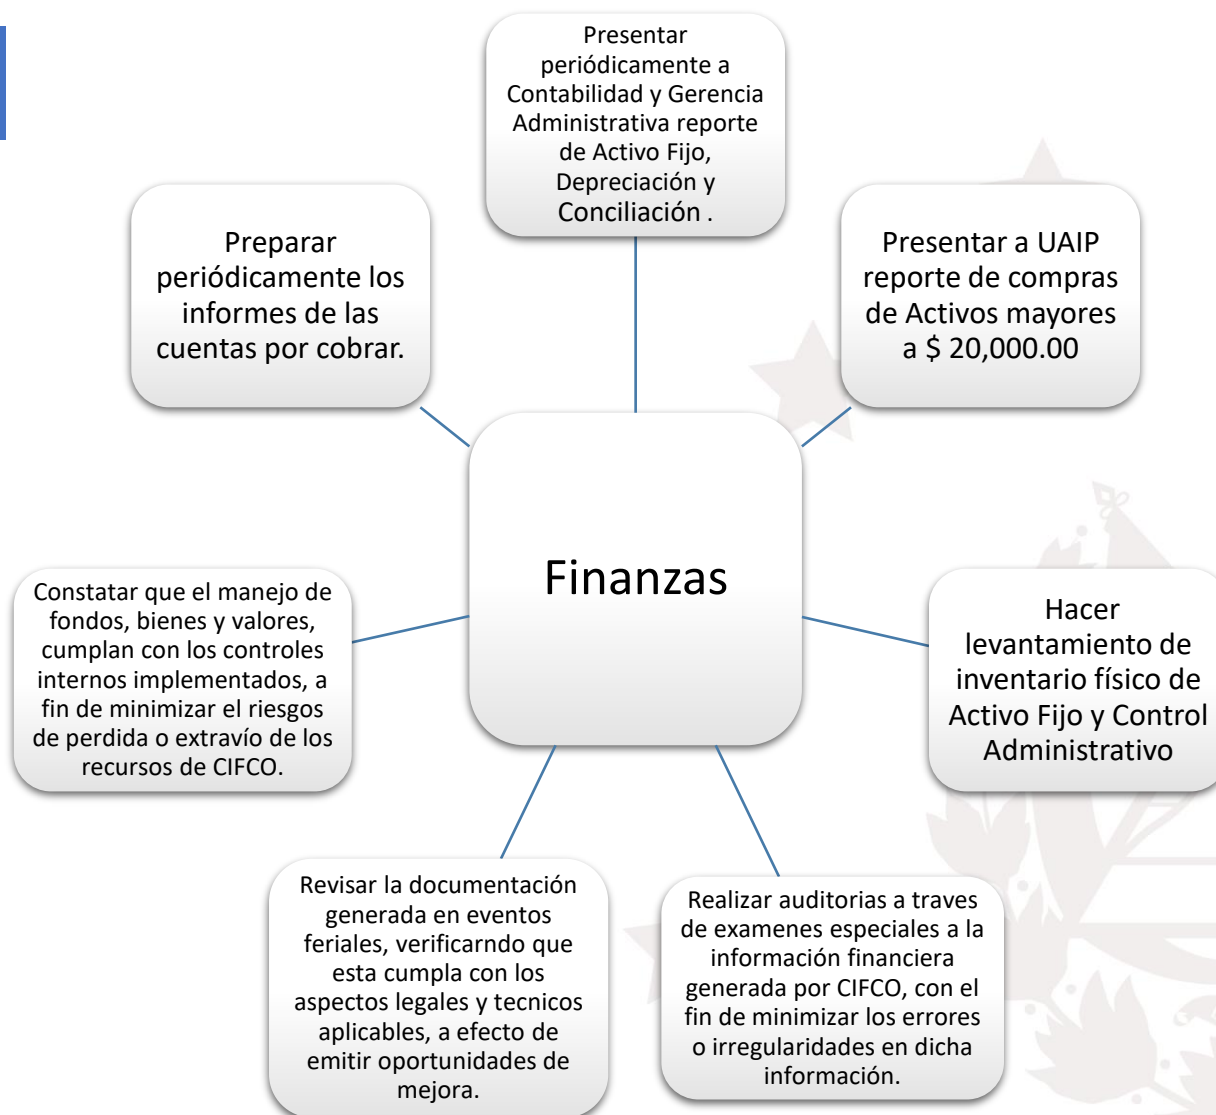 Presentar
periódicamente a
Contabilidad y Gerencia
Administrativa reporte
de Activo Fijo,
Depreciación y
Conciliación .
Preparar
periódicamente los
informes de las
cuentas por cobrar.
Presentar a UAIP
reporte de compras
de Activos mayores
a $ 20,000.00
Finanzas
Constatar que el manejo de
fondos, bienes y valores,
cumplan con los controles
internos implementados, a
fin de minimizar el riesgos
de perdida o extravío de los
recursos de CIFCO.
Hacer
levantamiento de
inventario físico de
Activo Fijo y Control
Administrativo
Revisar la documentación
generada en eventos
feriales, verificarndo que
esta cumpla con los
aspectos legales y tecnicos
aplicables, a efecto de
emitir oportunidades de
mejora.
Realizar auditorias a traves
de examenes especiales a la
información financiera
generada por CIFCO, con el
fin de minimizar los errores
o irregularidades en dicha
información.